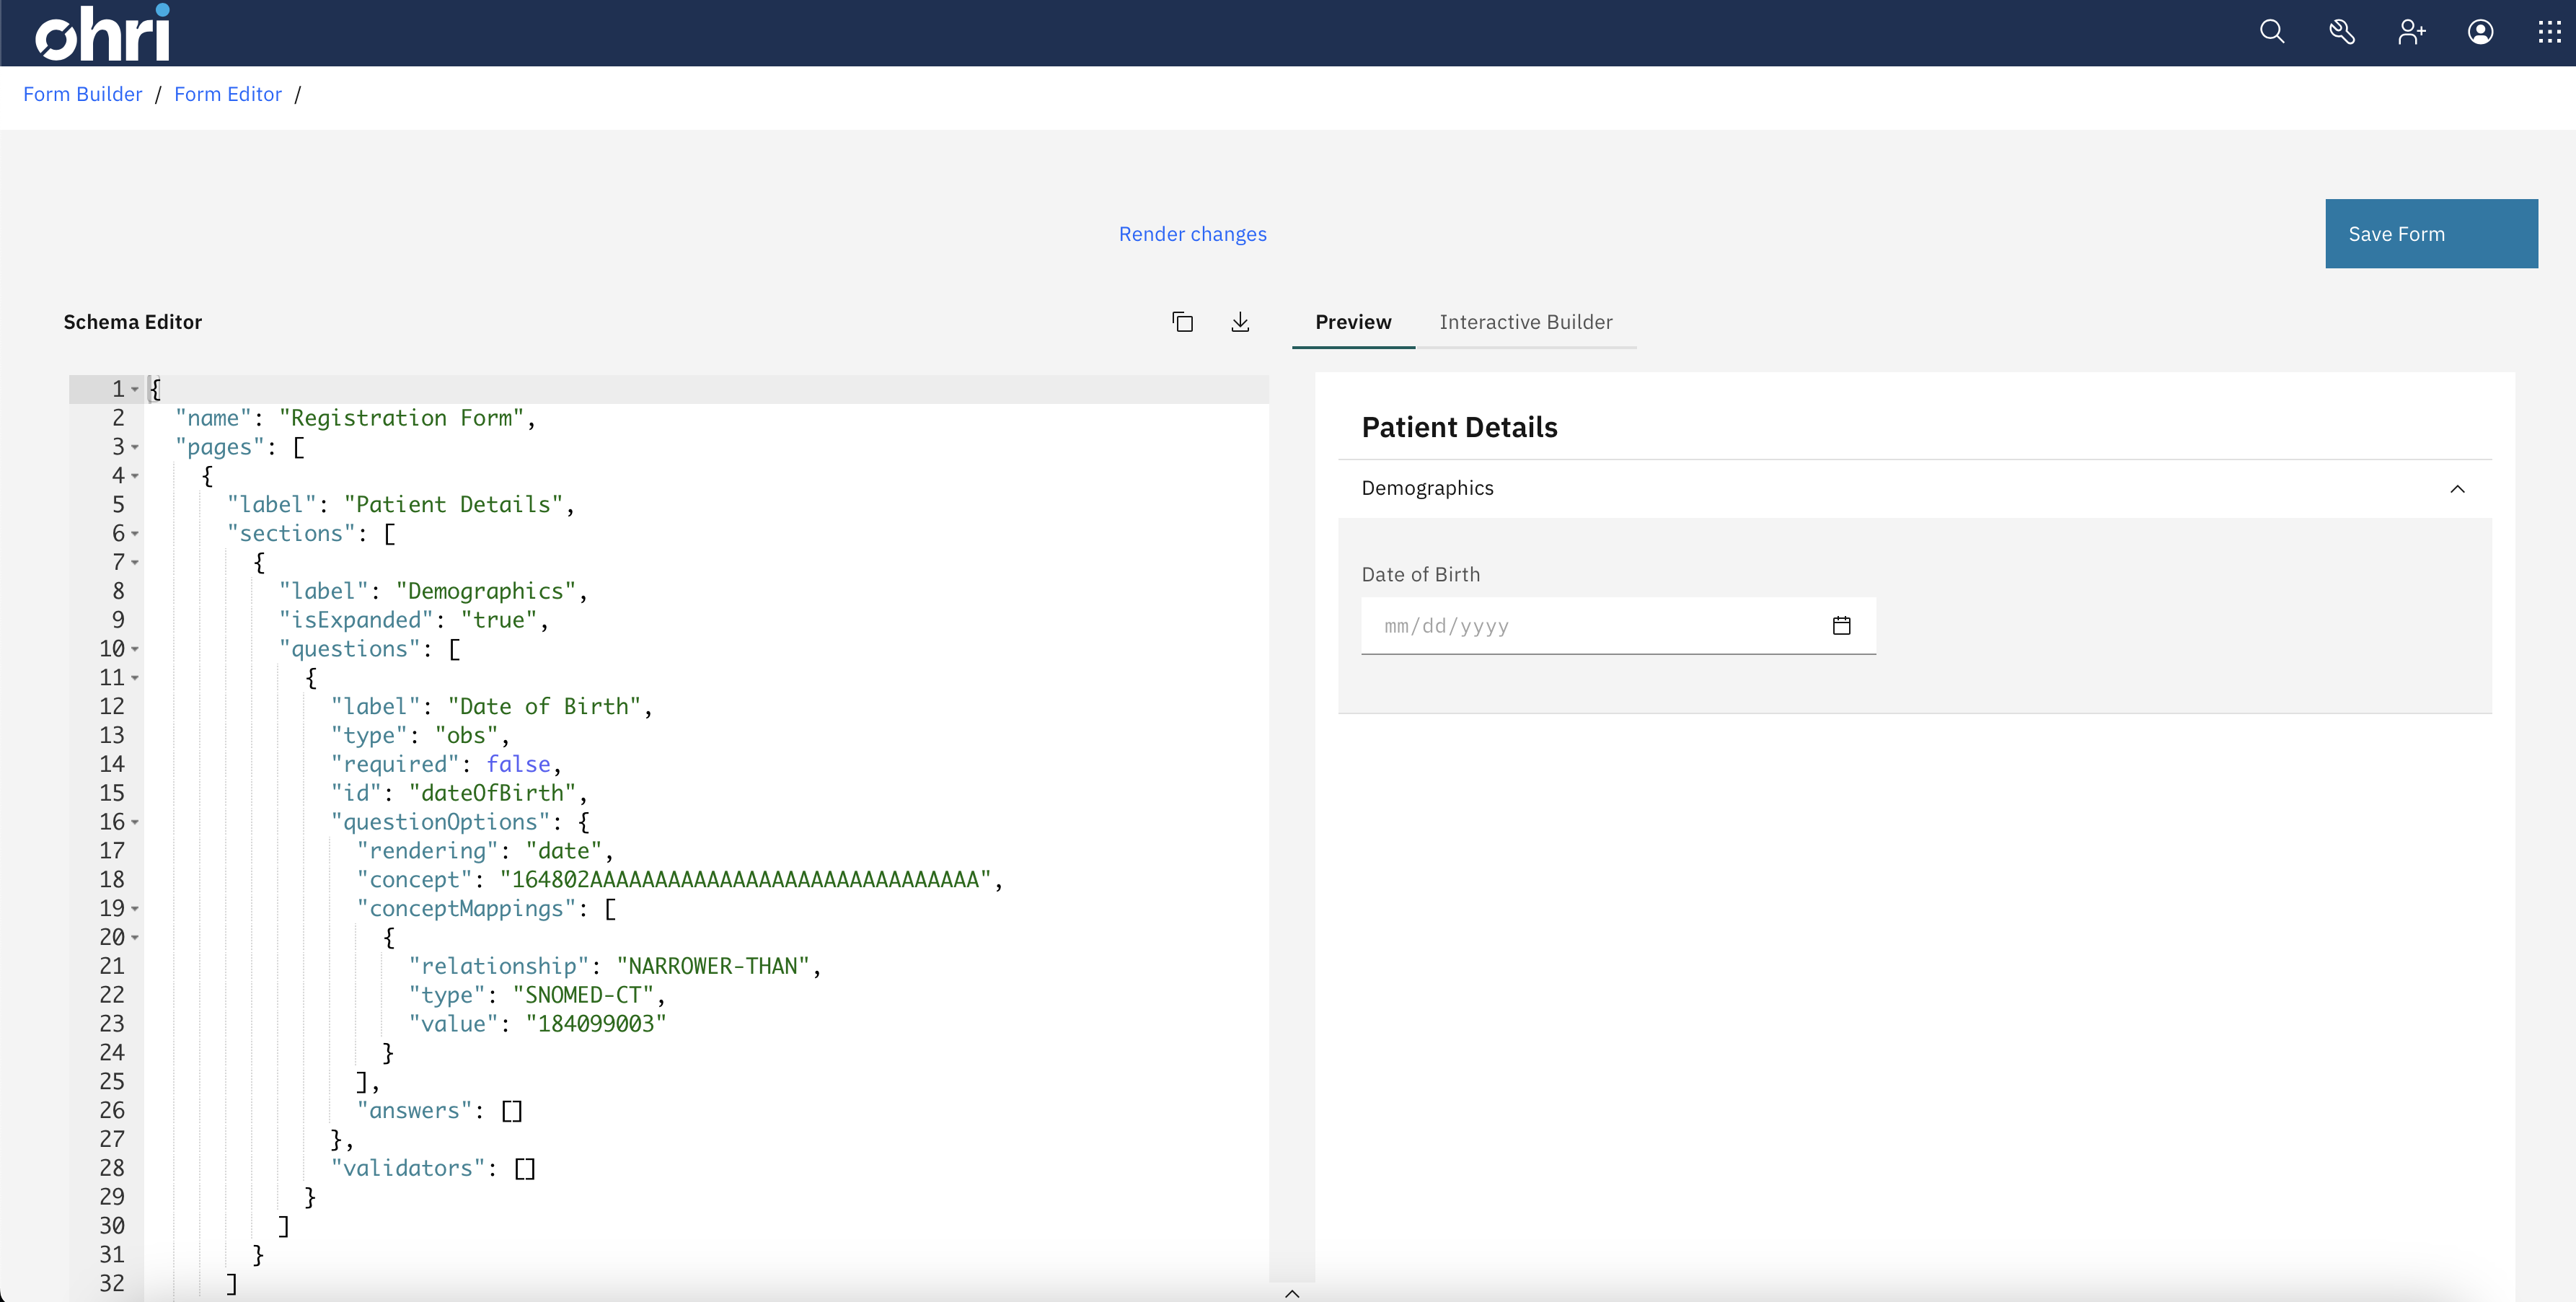 ohri
Form Builder / Form Editor /
Render changes
Save Form
Schema Editor
Preview
Interactive Builder
1 {
2 "name": "Registration Form",
3 "pages": [
4 {
5 "label": "Patient Details",
6 "sections": [
7 {
8 "label": "Demographics",
9 "isExpanded": "true",
10 "questions": [
11 {
12 "label": "Date of Birth",
13 "type": "obs",
14 "required": false,
15 "id": "dateOfBirth",
16 "questionOptions": {
17 "rendering": "date",
18 "concept": "164802AAAAAAAAAAAAAAAAAAAAAAAAAAAAAA",
19 "conceptMappings": [
20 {
21 "relationship": "NARROWER-THAN",
22 "type": "SNOMED-CT",
23 "value": "184099003"
24 }
25 ],
26 "answers": []
27 },
28 "validators": []
29 }
30 ]
31 }
32 ]
Patient Details
Demographics
Date of Birth
mm/dd/yyyy